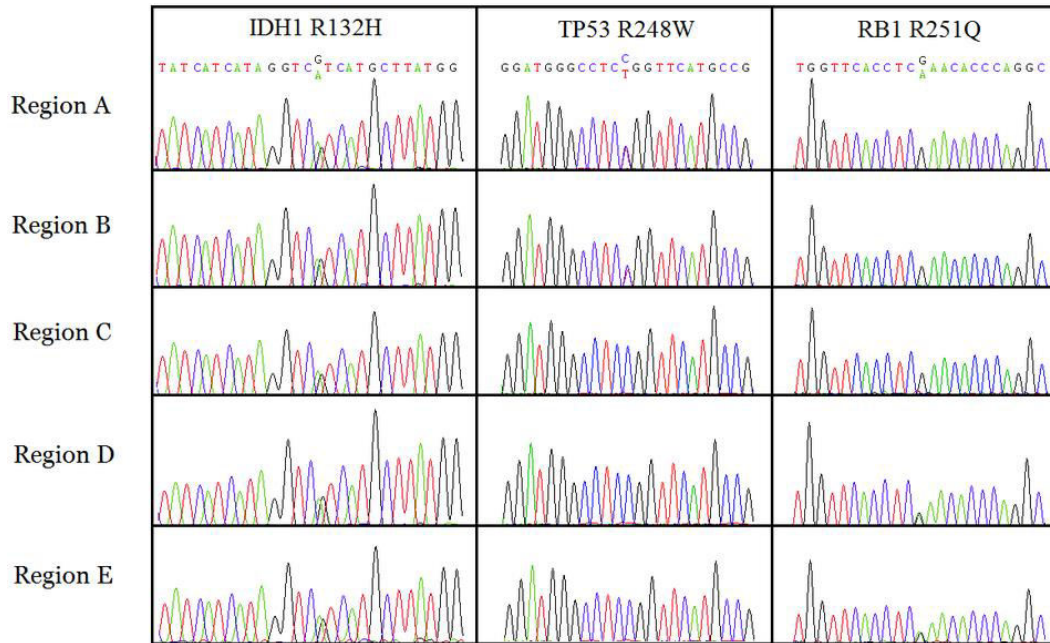 IDH1 R132H
TP53 R248W
RB1 R251Q
G
TATCATCATAGGTC TCATGCTTATGG
A
C
GGATGGGCCTC GGTTCATGCCG
T
G
TGGTTCACCTC AACACCCAGGC
A
Region A
Region B
Region C
Region D
Region E